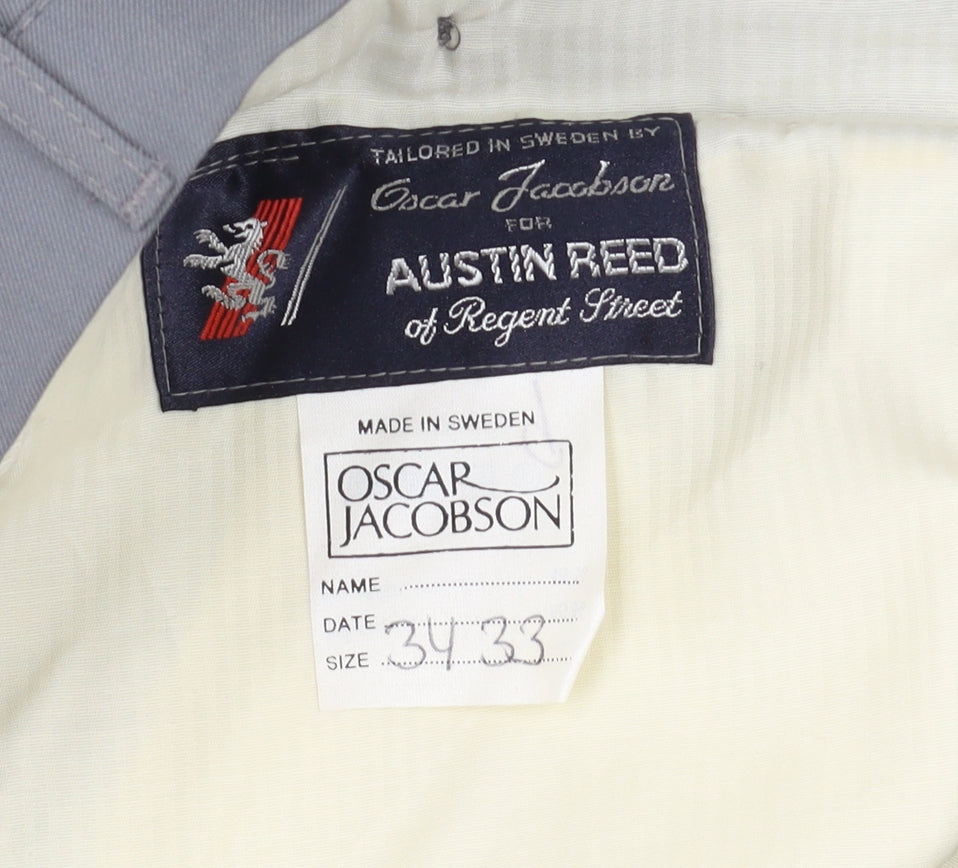 TAILORED IN SWEDEN BY
Oscar Jacobson
FOR
AUSTIN REED
of Regent Street
MADE IN SWEDEN
OSCAR
JACOBSON
NAME
DATE
SIZE 34 33